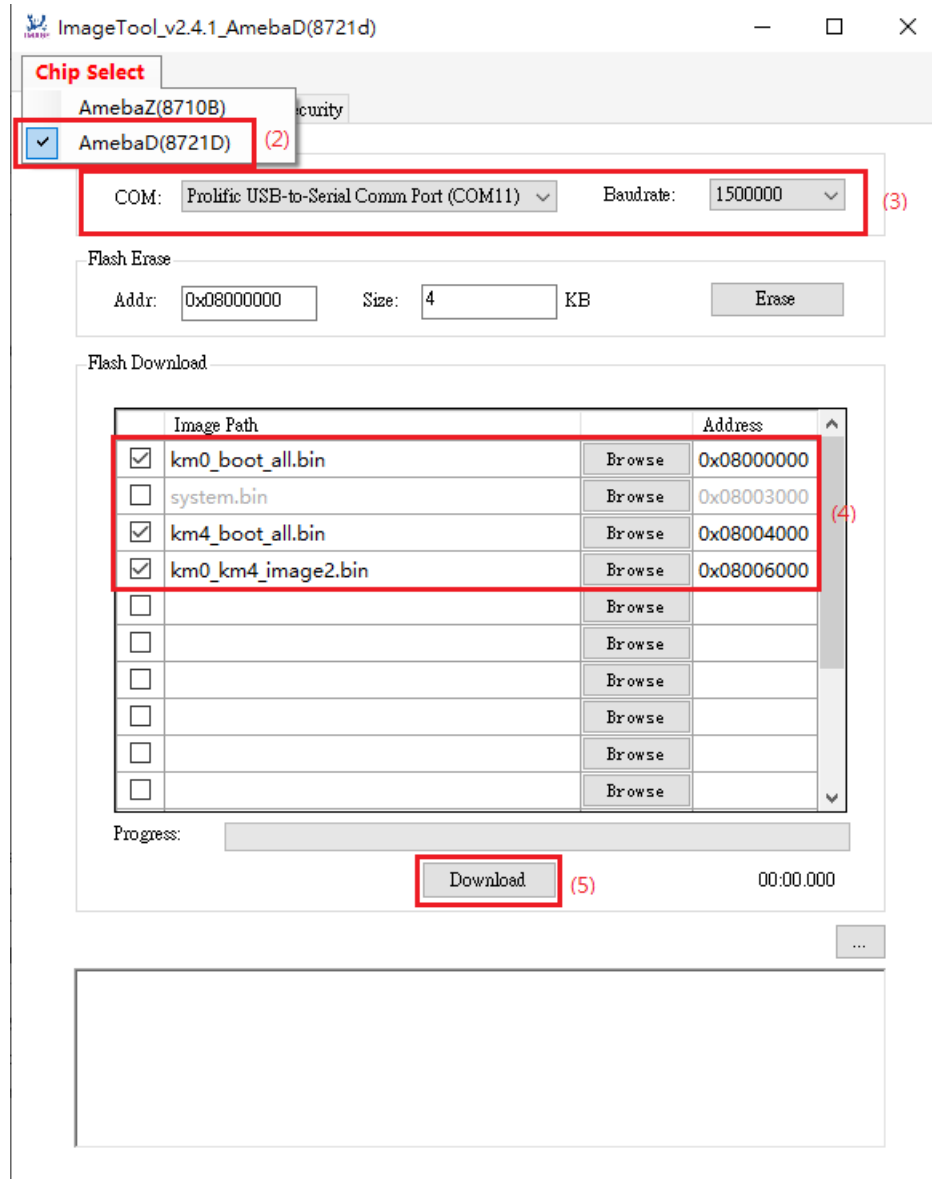 ImageTool_v2.4.1_AmebaD(8721d)
Chip Select
AmebaZ(8710B)
ecurity
AmebaD(8721D)
(2)
COM: Prolific USB-to-Serial Comm Port (COM11) Baudrate: 1500000
(3)
Flash Erase
Addr: 0x08000000 Size: 4 KB Erase
Flash Download
Image Path Address
km0_boot_all.bin Browse 0x08000000
system.bin Browse 0x08003000
(4)
km4_boot_all.bin Browse 0x08004000
km0_km4_image2.bin Browse 0x08006000
Browse
Browse
Browse
Browse
Browse
Browse
Progress:
Download (5) 00:00.000
...